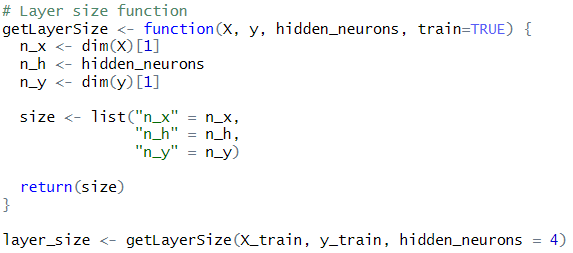 # Layer size function
getLayerSize <- function(X, y, hidden_neurons, train=TRUE) {
  n_x <- dim(X)[1]
  n_h <- hidden_neurons
  n_y <- dim(y)[1]

  size <- list("n_x" = n_x,
               "n_h" = n_h,
               "n_y" = n_y)

  return(size)
}

layer_size <- getLayerSize(X_train, y_train, hidden_neurons = 4)